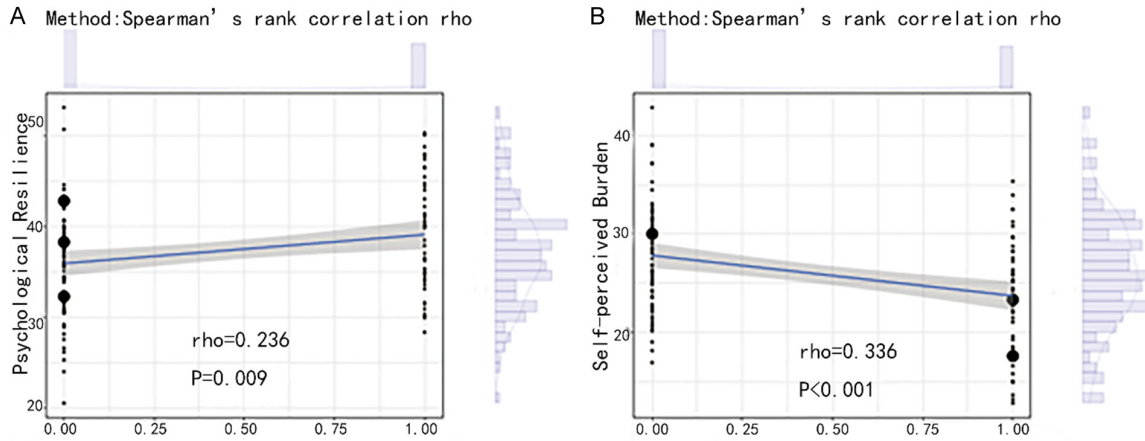 A Method:Spearman's rank correlation rho
Psychological Resilience
50
40
30
20
rho=0.236
P=0.009
0.00 0.25 0.50 0.75 1.00
B Method:Spearman's rank correlation rho
Self-perceived Burden
40
30
20
rho=0.336
P<0.001
0.00 0.25 0.50 0.75 1.00